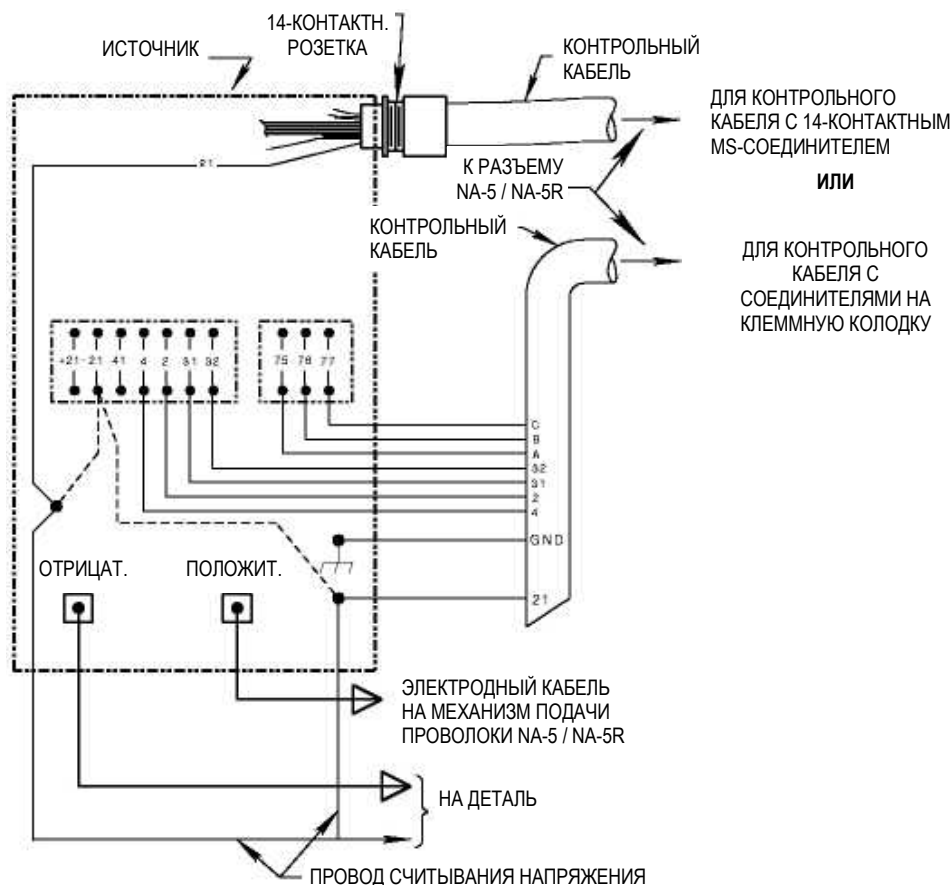 14-КОНТАКТН.
РОЗЕТКА
ИСТОЧНИК
КОНТРОЛЬНЫЙ
КАБЕЛЬ
ДЛЯ КОНТРОЛЬНОГО
КАБЕЛЯ С 14-КОНТАКТНЫМ
MS-СОЕДИНИТЕЛЕМ
ИЛИ
21
К РАЗЪЕМУ
NA-5 / NA-5R
КОНТРОЛЬНЫЙ
КАБЕЛЬ
ДЛЯ КОНТРОЛЬНОГО
КАБЕЛЯ С
СОЕДИНИТЕЛЯМИ НА
КЛЕММНУЮ КОЛОДКУ
+21 -21 41 4 2 31 32
75 76 77
C
B
A
32
31
2
4
GND
21
ОТРИЦАТ. ПОЛОЖИТ.
ЭЛЕКТРОДНЫЙ КАБЕЛЬ
НА МЕХАНИЗМ ПОДАЧИ
ПРОВОЛОКИ NA-5 / NA-5R
НА ДЕТАЛЬ
ПРОВОД СЧИТЫВАНИЯ НАПРЯЖЕНИЯ